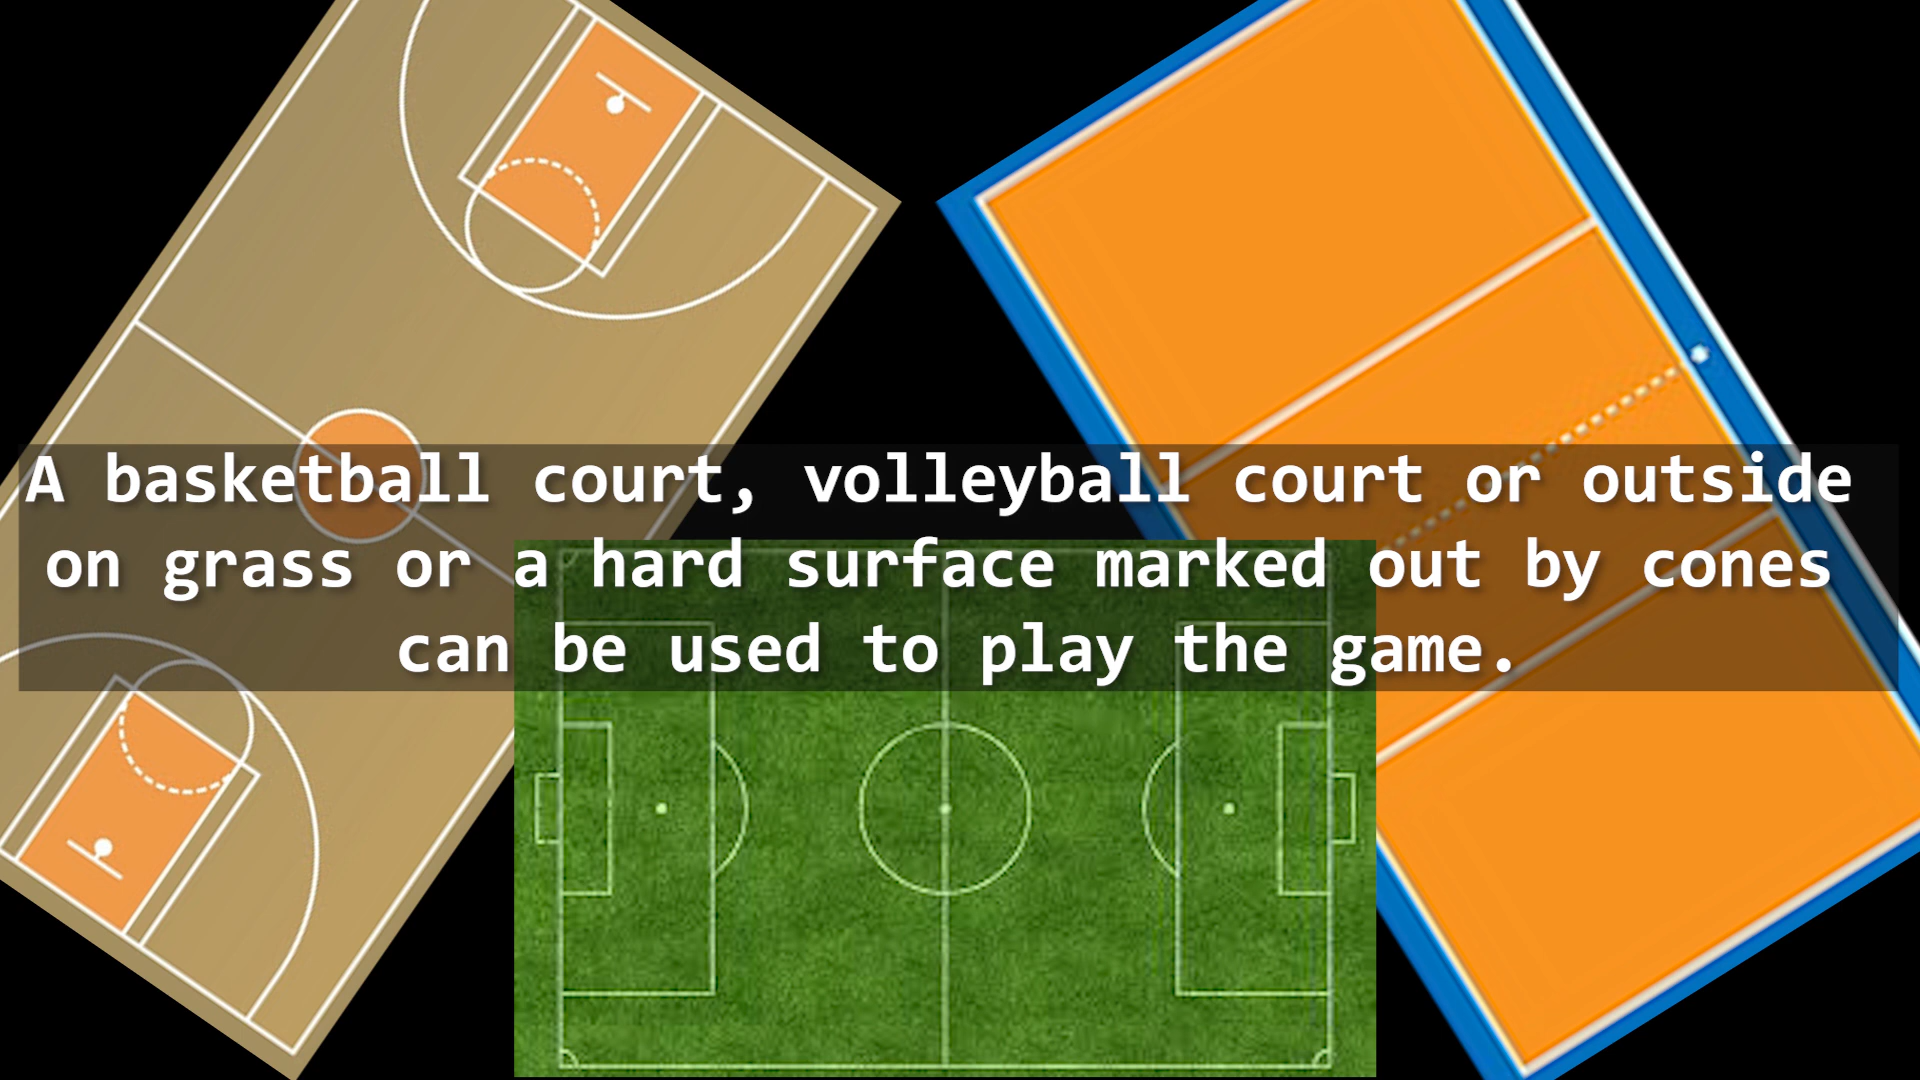 A basketball court, volleyball court or outside
on grass or a hard surface marked out by cones
can be used to play the game.